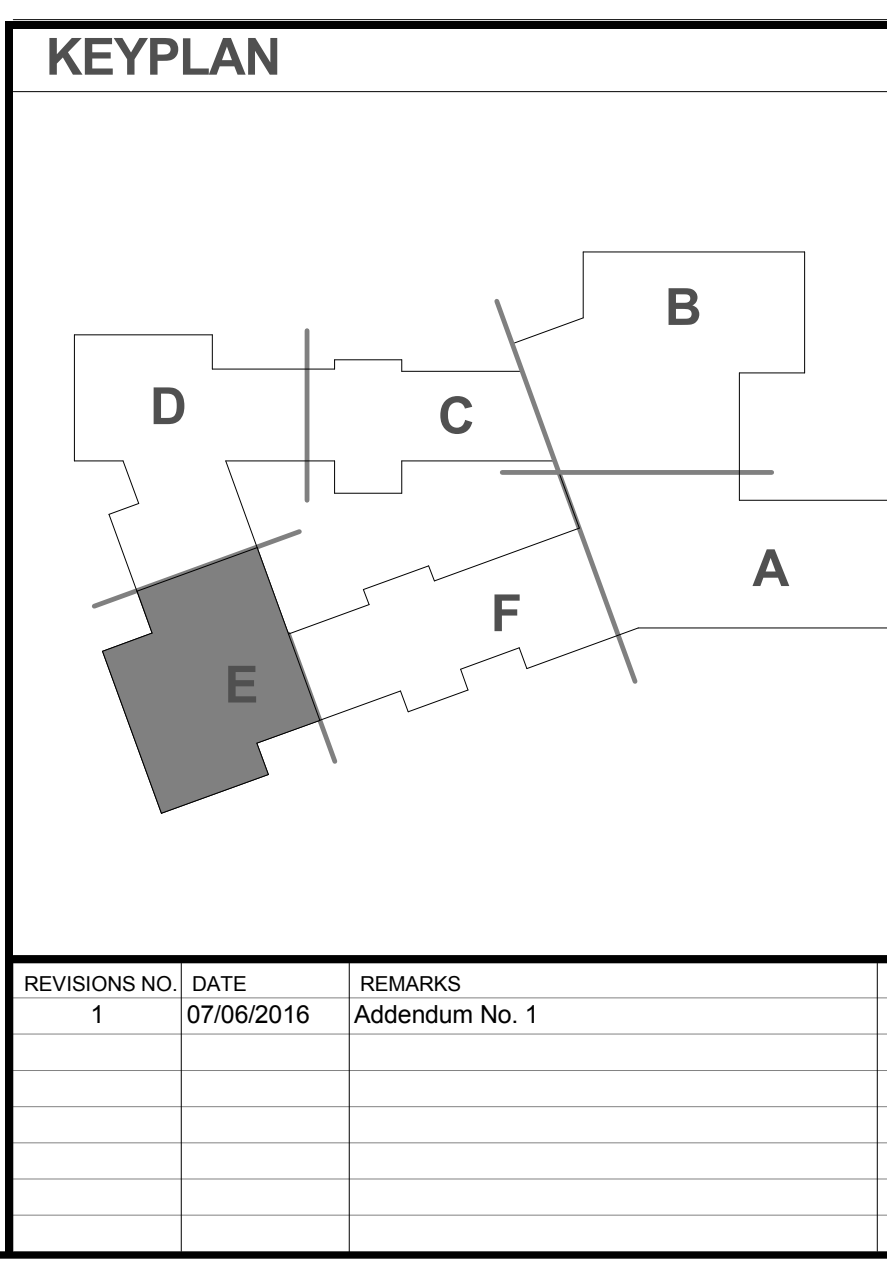 KEYPLAN
B
D
C
A
F
E
REVISIONS NO. DATE REMARKS
1 07/06/2016 Addendum No. 1